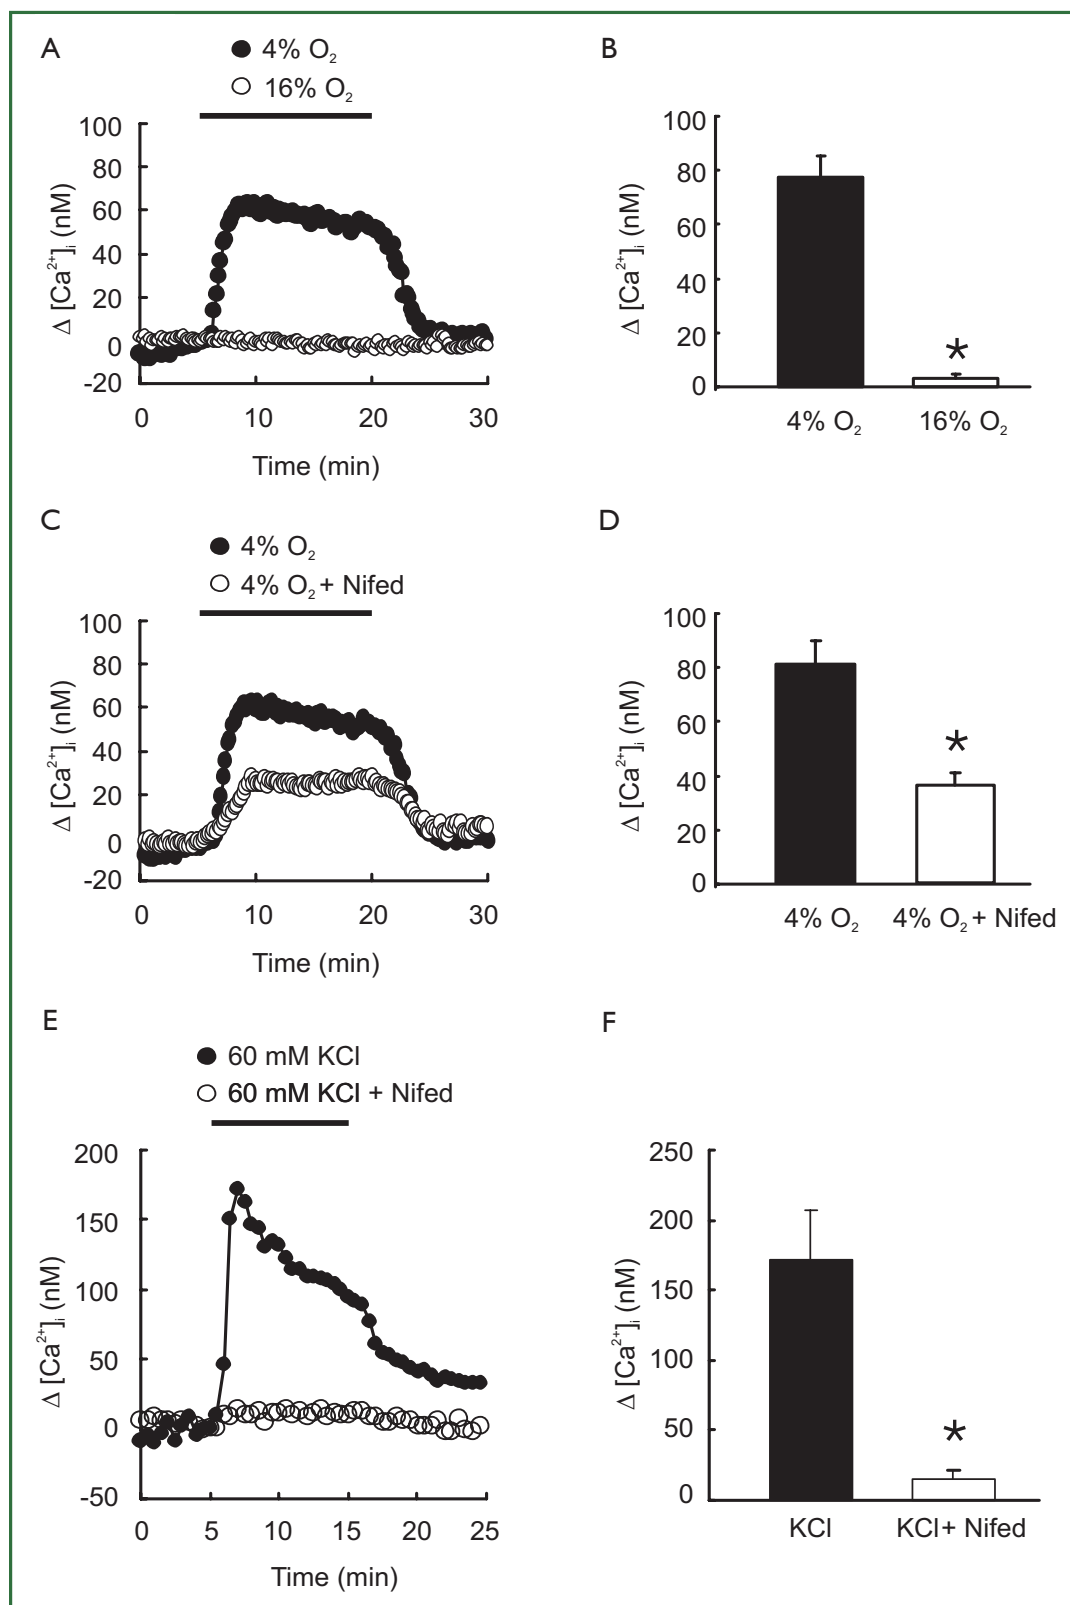 A
● 4% O₂
○ 16% O₂
100
80
60
40
20
0
-20
Δ [Ca²⁺]ᵢ (nM)
0 10 20 30
Time (min)
B
100
80
60
40
20
0
Δ [Ca²⁺]ᵢ (nM)
*
4% O₂ 16% O₂
C
● 4% O₂
○ 4% O₂ + Nifed
100
80
60
40
20
0
-20
Δ [Ca²⁺]ᵢ (nM)
0 10 20 30
Time (min)
D
100
80
60
40
20
0
Δ [Ca²⁺]ᵢ (nM)
*
4% O₂ 4% O₂ + Nifed
E
● 60 mM KCl
○ 60 mM KCl + Nifed
200
150
100
50
0
-50
Δ [Ca²⁺]ᵢ (nM)
0 5 10 15 20 25
Time (min)
F
250
200
150
100
50
0
Δ [Ca²⁺]ᵢ (nM)
*
KCl KCl + Nifed